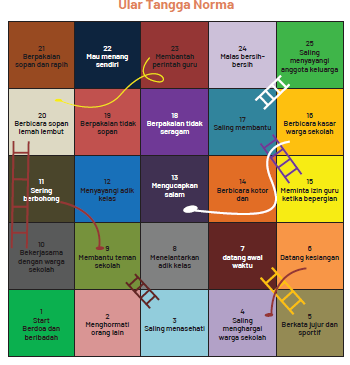 Ular Tangga Norma
21
Berpakaian
sopan dan rapih
22
Mau menang
sendiri
23
Membantah
perintah guru
24
Malas bersih-
bersih
25
Saling
menyayangi
anggota keluarga
20
Berbicara sopan
lemah lembut
19
Berpakaian tidak
sopan
18
Berpakaian tidak
seragam
17
Saling membantu
16
Berbicara kasar
warga sekolah
11
Sering
berbohong
12
Menyayangi adik
kelas
13
Mengucapkan
salam
14
Berbicara kotor
dan
15
Meminta izin guru
ketika bepergian
10
Bekerjasama
dengan warga
sekolah
9
Membantu teman
sekolah
8
Menelantarkan
adik kelas
7
datang awal
waktu
6
Datang kesiangan
1
Start
Berdoa dan
beribadah
2
Menghormati
orang lain
3
Saling menasehati
4
Saling
menghargai
warga sekolah
5
Berkata jujur dan
sportif